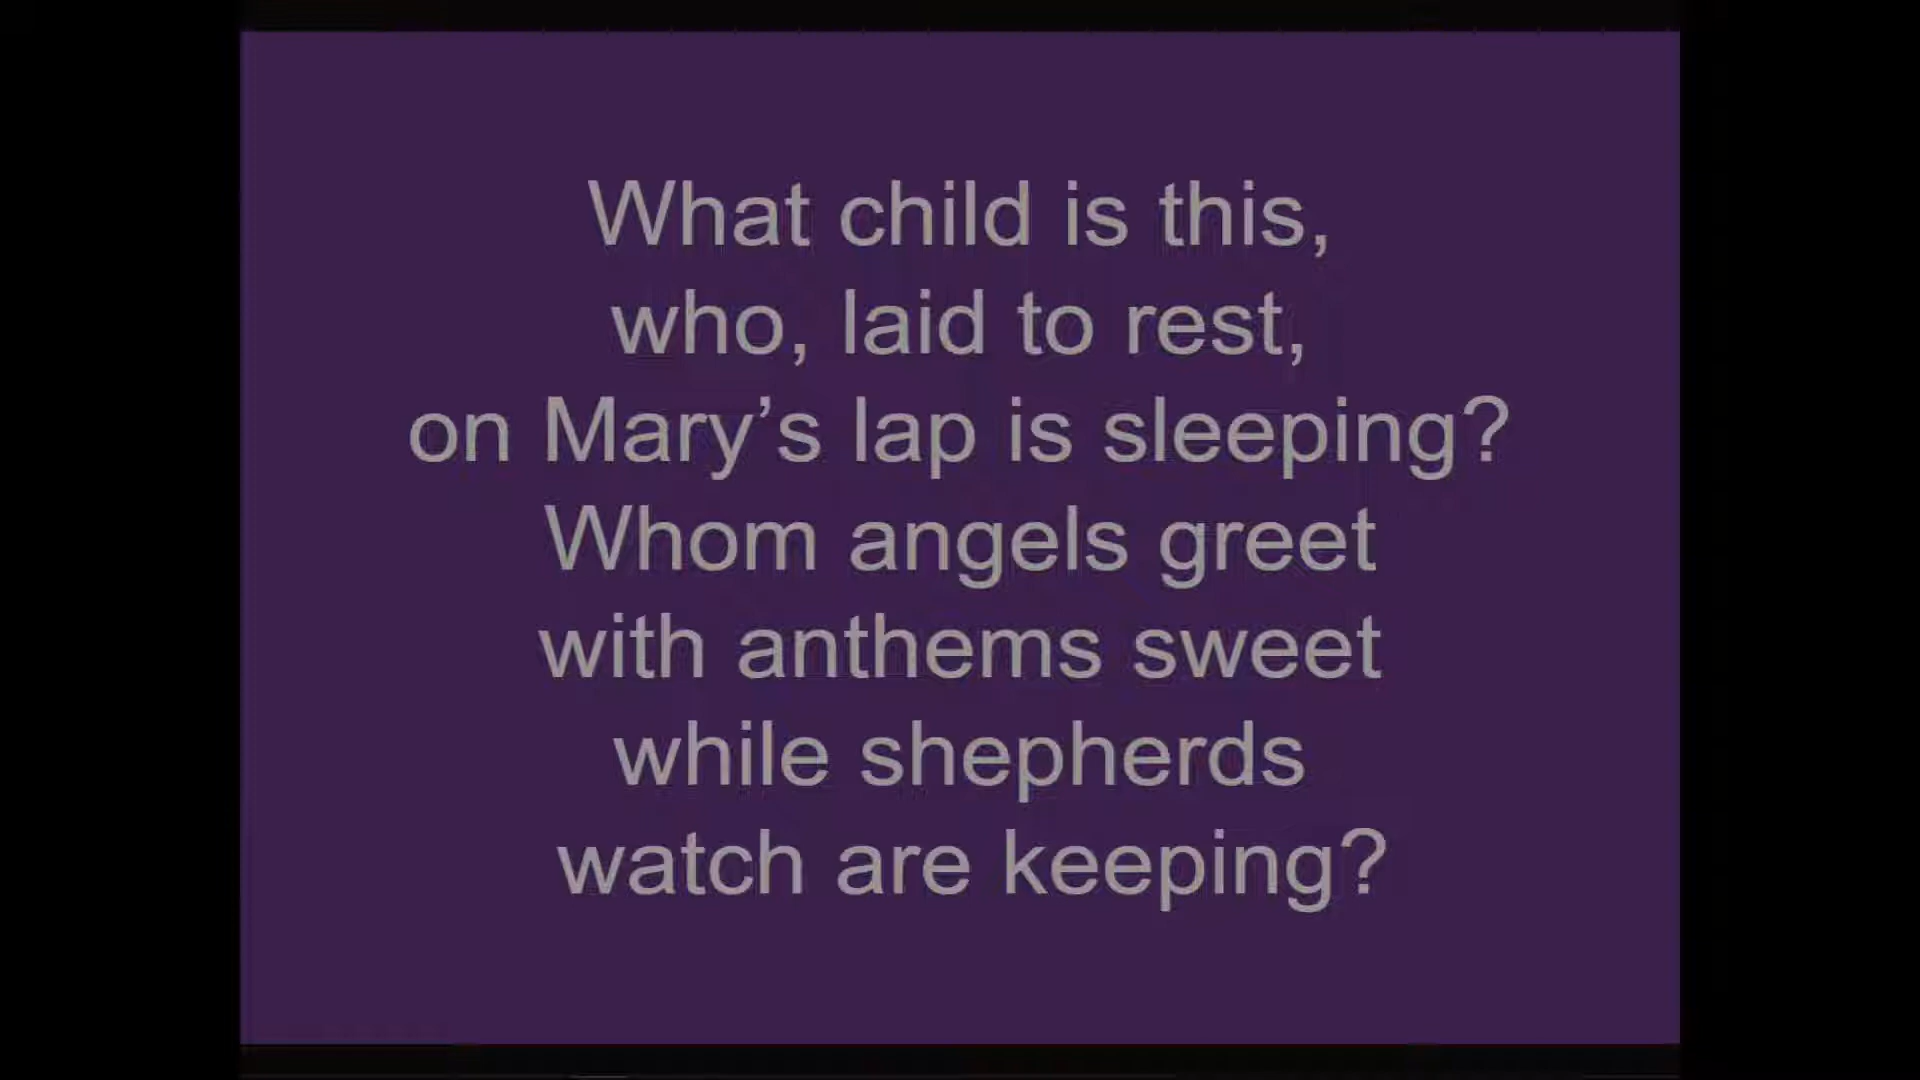 What child is this,
who, laid to rest,
on Mary’s lap is sleeping?
Whom angels greet
with anthems sweet
while shepherds
watch are keeping?